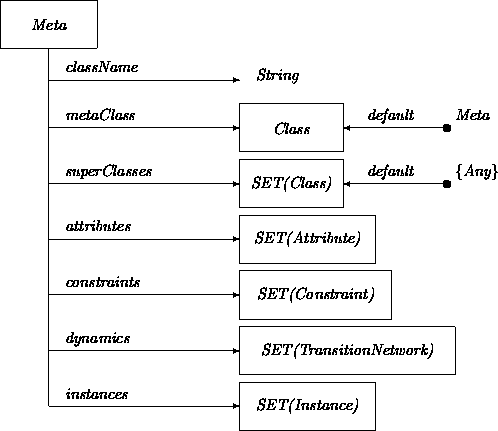 Meta
className
String
metaClass
Class
default
Meta
superClasses
SET(Class)
default
{Any}
attributes
SET(Attribute)
constraints
SET(Constraint)
dynamics
SET(TransitionNetwork)
instances
SET(Instance)